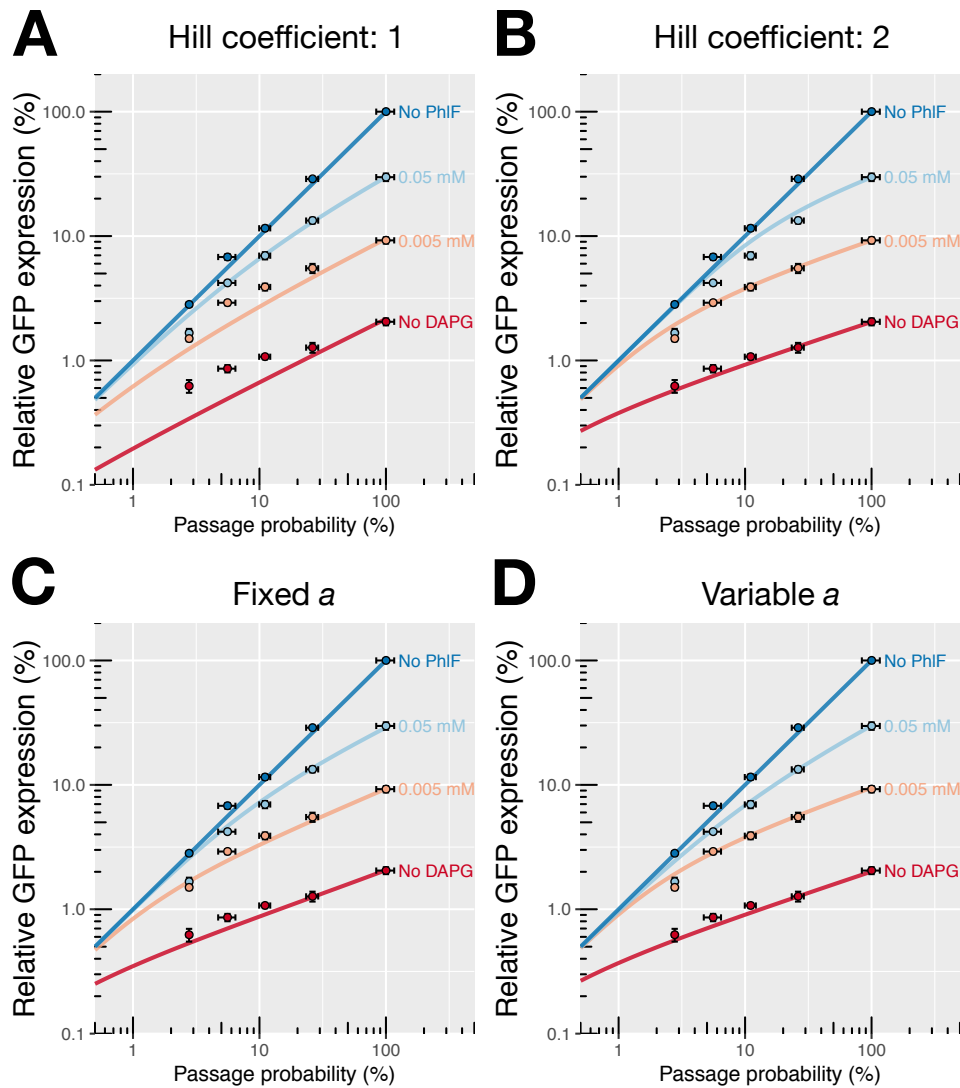 A
Hill coefficient: 1
Relative GFP expression (%)
100.0
10.0
1.0
0.1
No PhlF
0.05 mM
0.005 mM
No DAPG
1
10
100
Passage probability (%)
B
Hill coefficient: 2
Relative GFP expression (%)
100.0
10.0
1.0
0.1
No PhlF
0.05 mM
0.005 mM
No DAPG
1
10
100
Passage probability (%)
C
Fixed a
Relative GFP expression (%)
100.0
10.0
1.0
0.1
No PhlF
0.05 mM
0.005 mM
No DAPG
1
10
100
Passage probability (%)
D
Variable a
Relative GFP expression (%)
100.0
10.0
1.0
0.1
No PhlF
0.05 mM
0.005 mM
No DAPG
1
10
100
Passage probability (%)